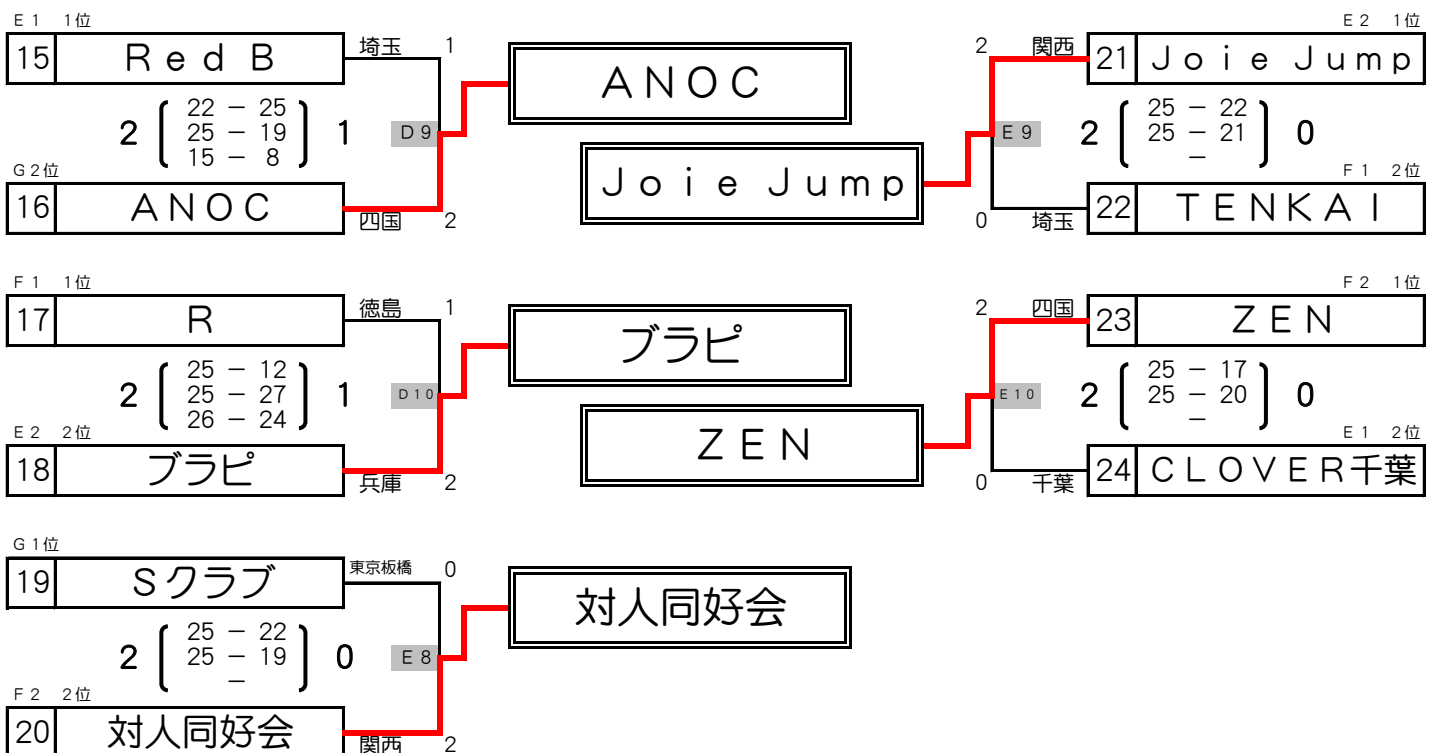 E1 1位
15 Red B 埼玉 1
2 22 － 25 1
25 － 19
15 － 8
D9
G2位
16 ANOC 四国 2
ANOC
E2 1位
2 関西 21 Joie Jump
2 25 － 22 0
25 － 21
－
E9
F1 2位
0 埼玉 22 TENKAI
Joie Jump
F1 1位
17 R 徳島 1
2 25 － 12 1
25 － 27
26 － 24
D10
E2 2位
18 ブラピ 兵庫 2
ブラピ
F2 1位
2 四国 23 ZEN
2 25 － 17 0
25 － 20
－
E10
E1 2位
0 千葉 24 CLOVER千葉
ZEN
G1位
19 Sクラブ 東京板橋 0
2 25 － 22 0
25 － 19
－
E8
F2 2位
20 対人同好会 関西 2
対人同好会